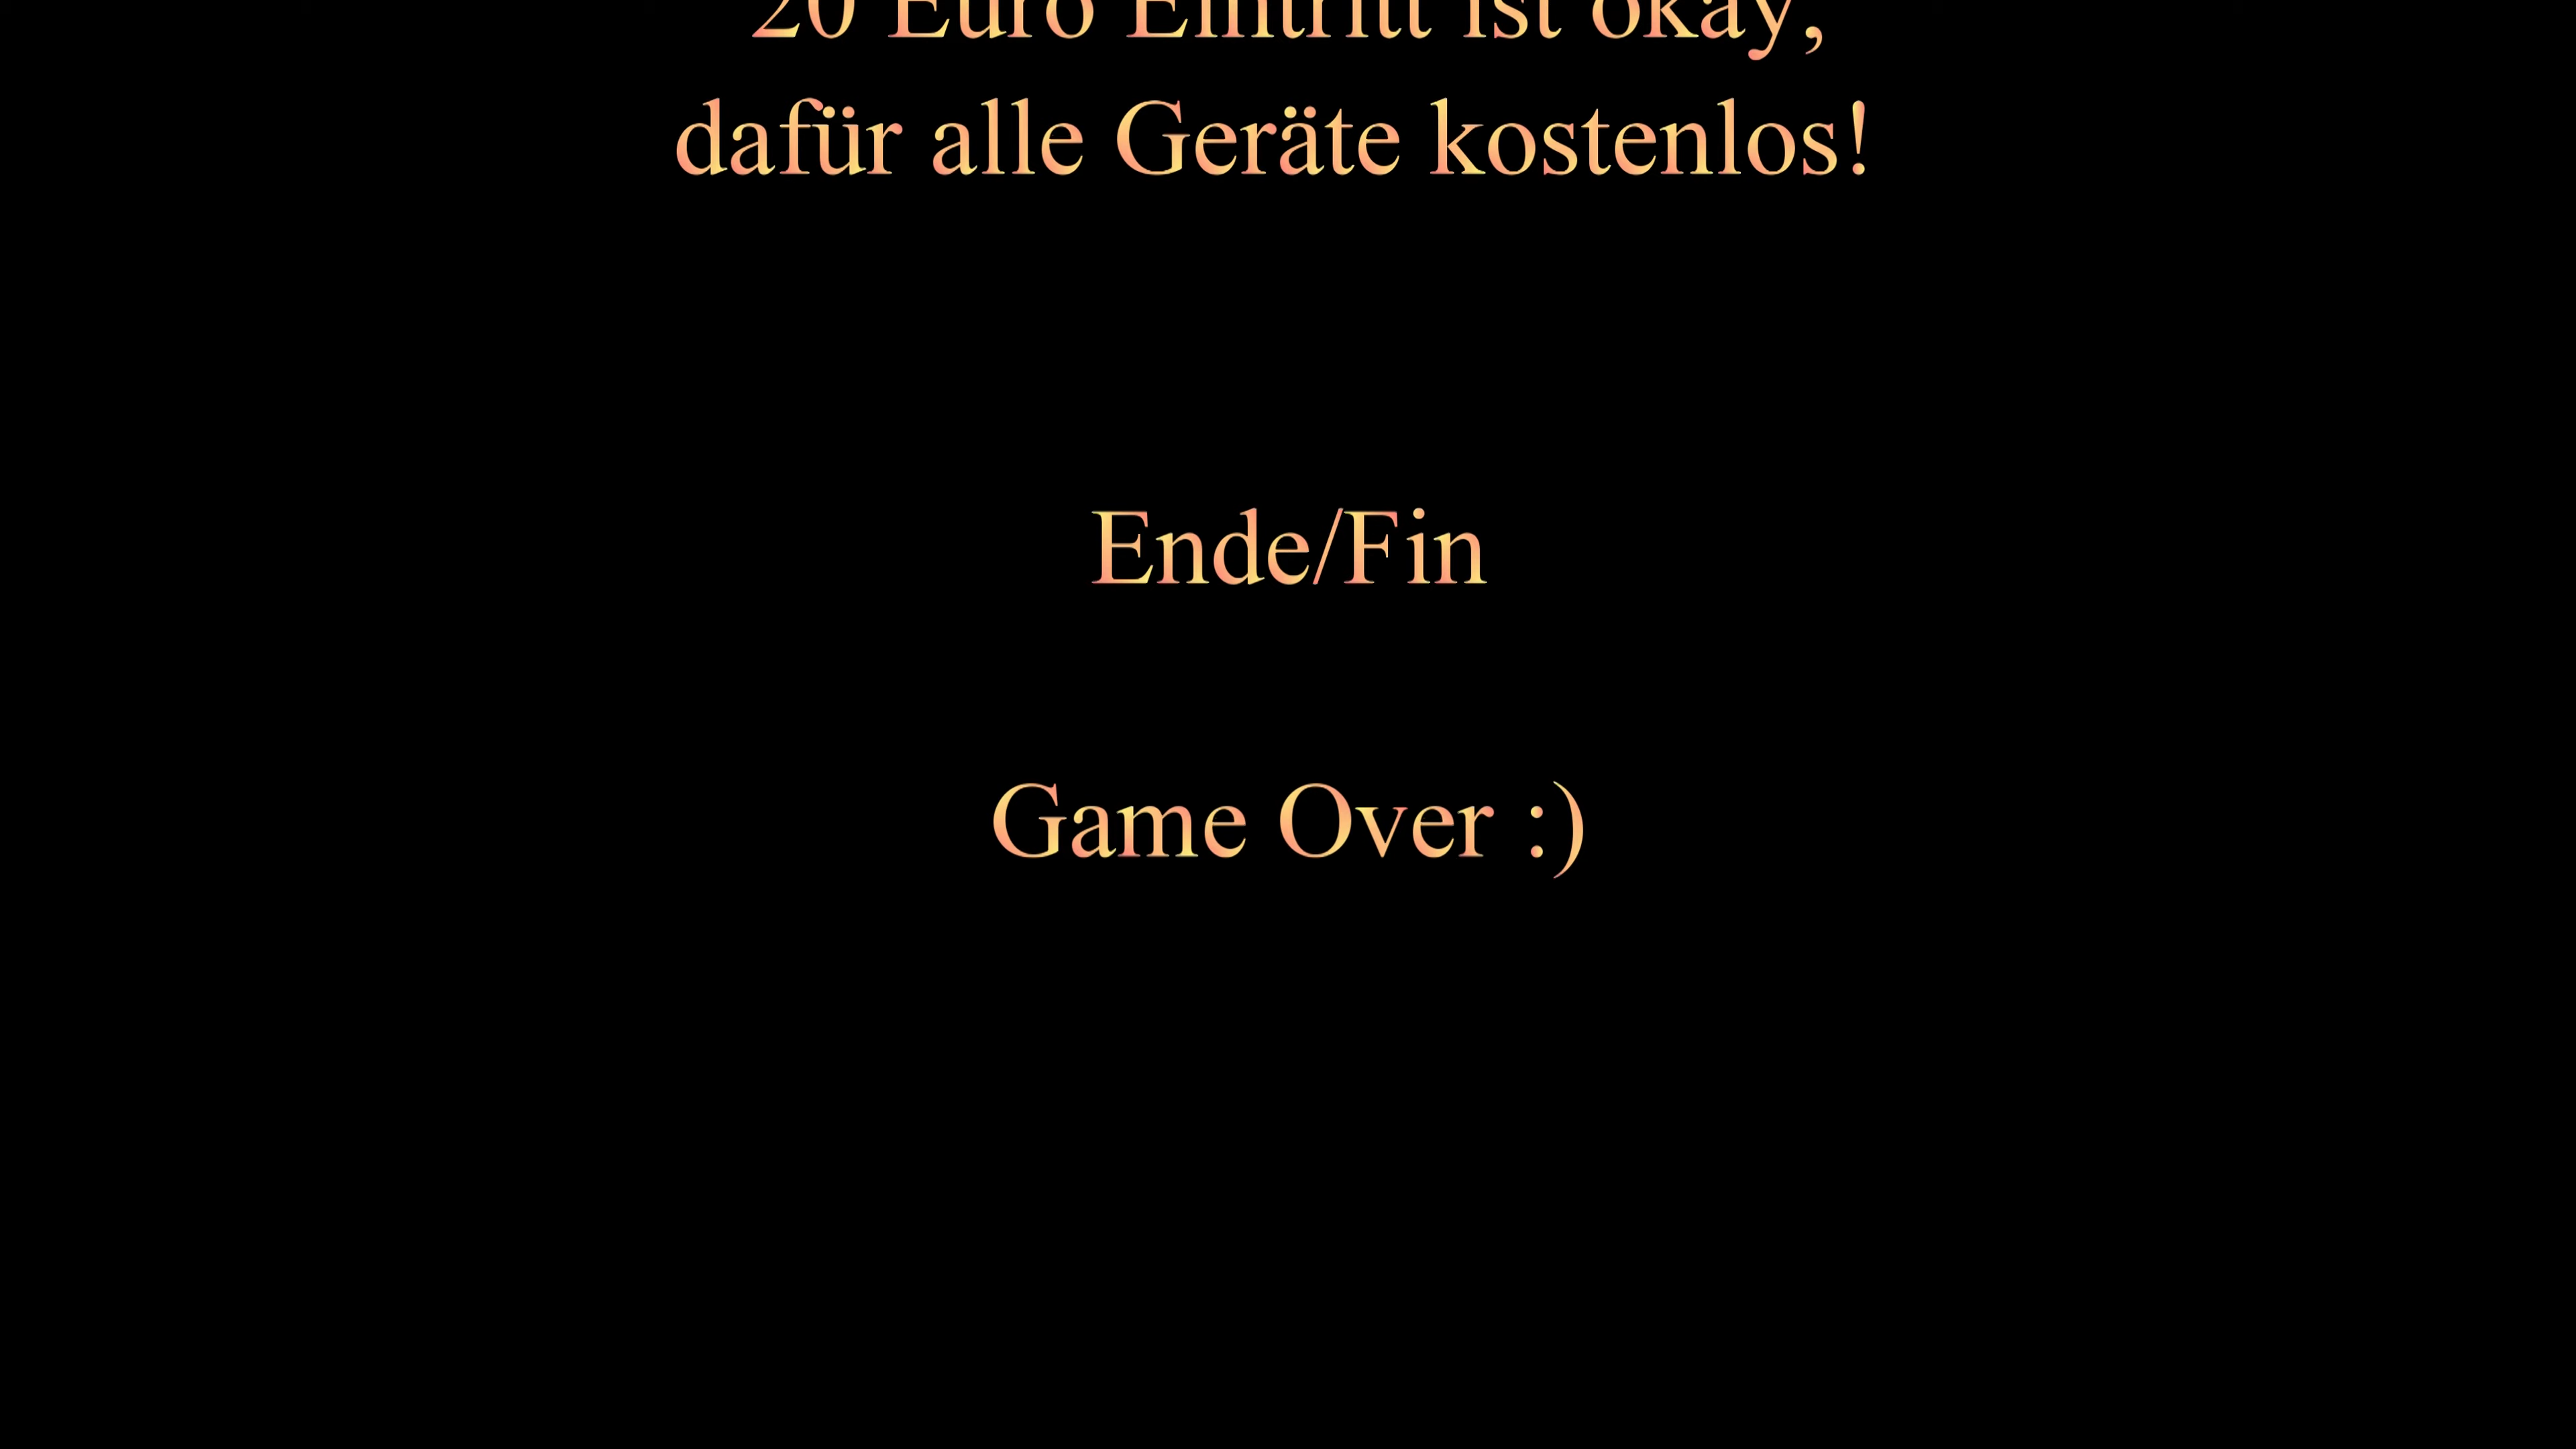 20 Euro Eintritt ist okay,
dafür alle Geräte kostenlos!
Ende/Fin
Game Over :)